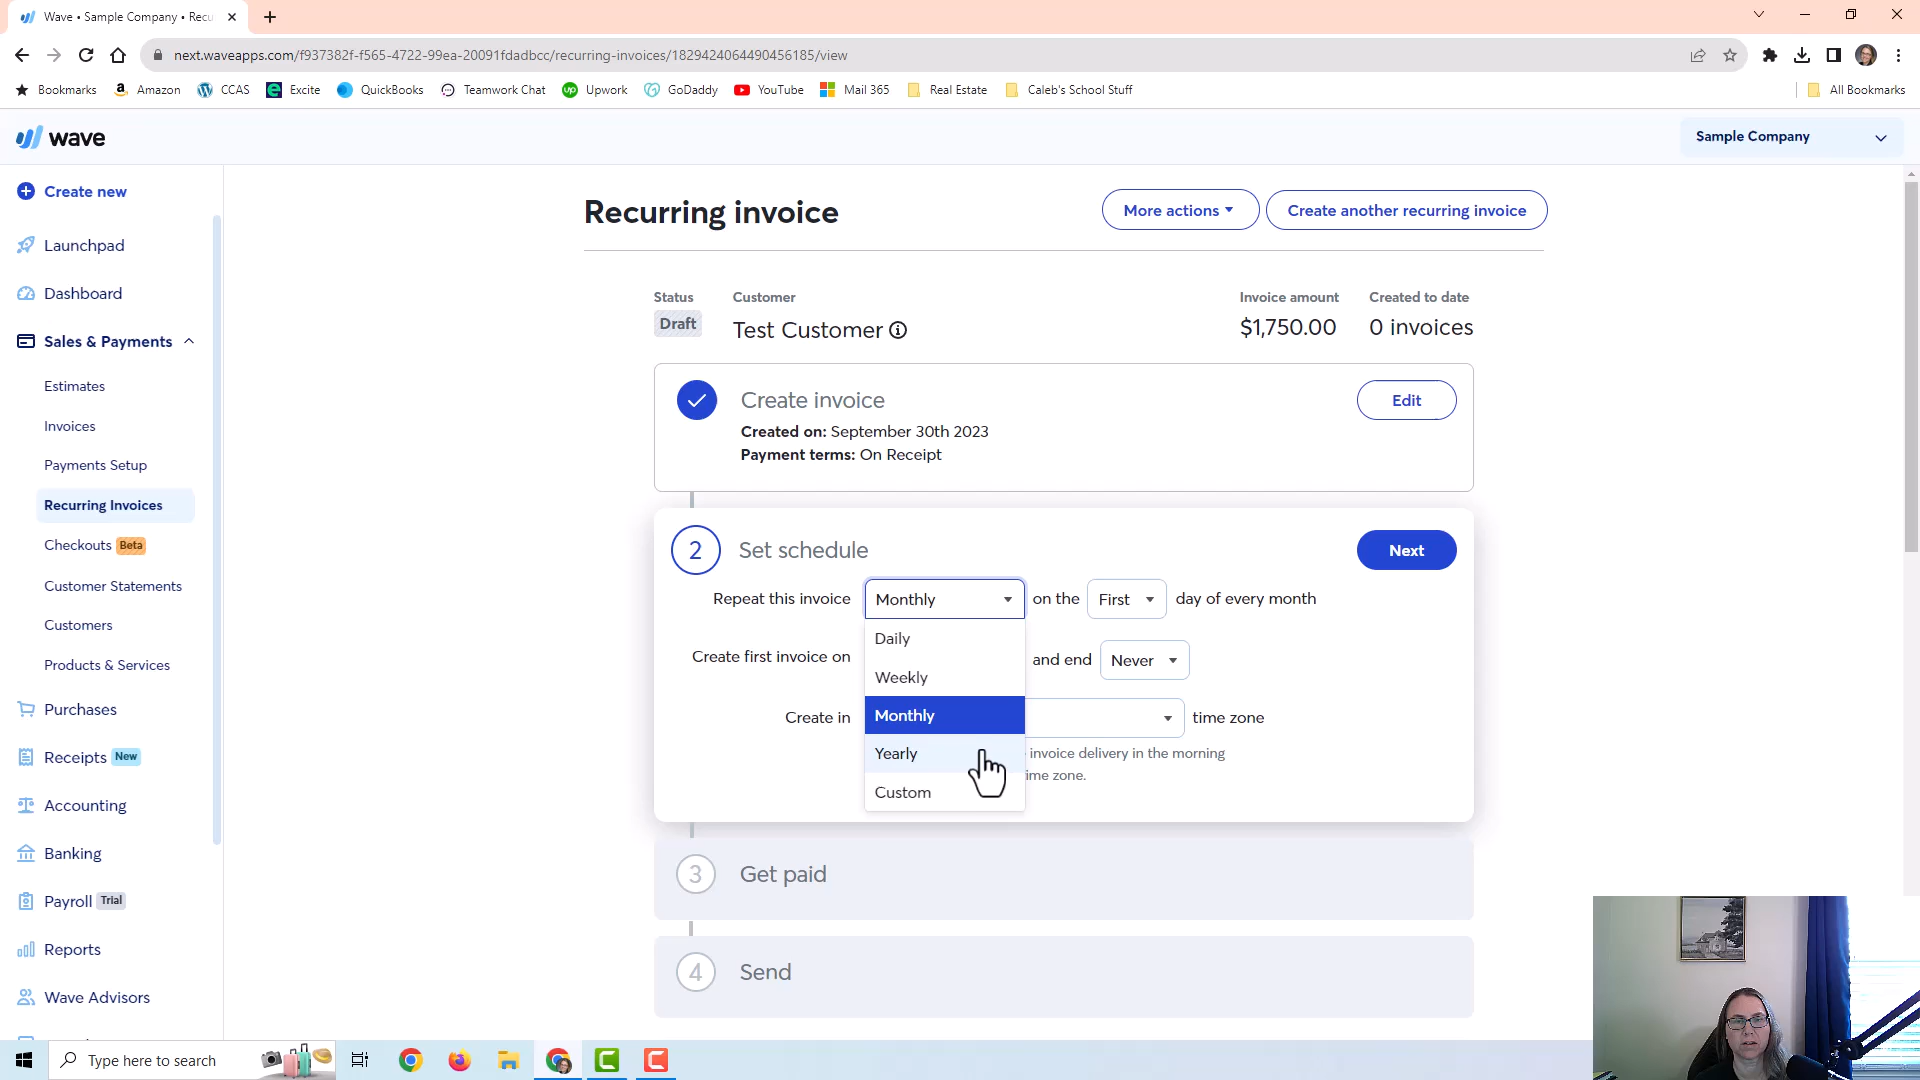 Wave • Sample Company • Recu
next.waveapps.com/f937382f-f565-4722-99ea-20091fdadbcc/recurring-invoices/1829424064490456185/view
Bookmarks Amazon CCAS Excite QuickBooks Teamwork Chat Upwork GoDaddy YouTube Mail 365 Real Estate Caleb's School Stuff All Bookmarks
wave
Sample Company
Create new
Launchpad
Dashboard
Sales & Payments
Estimates
Invoices
Payments Setup
Recurring Invoices
Checkouts Beta
Customer Statements
Customers
Products & Services
Purchases
Receipts New
Accounting
Banking
Payroll Trial
Reports
Wave Advisors
Recurring invoice
More actions
Create another recurring invoice
Status Customer Invoice amount Created to date
Draft Test Customer $1,750.00 0 invoices
Create invoice
Edit
Created on: September 30th 2023
Payment terms: On Receipt
2 Set schedule
Next
Repeat this invoice Monthly on the First day of every month
Daily
Create first invoice on and end Never
Weekly
Monthly
Create in time zone
Yearly
invoice delivery in the morning
ime zone.
Custom
3 Get paid
4 Send
Type here to search